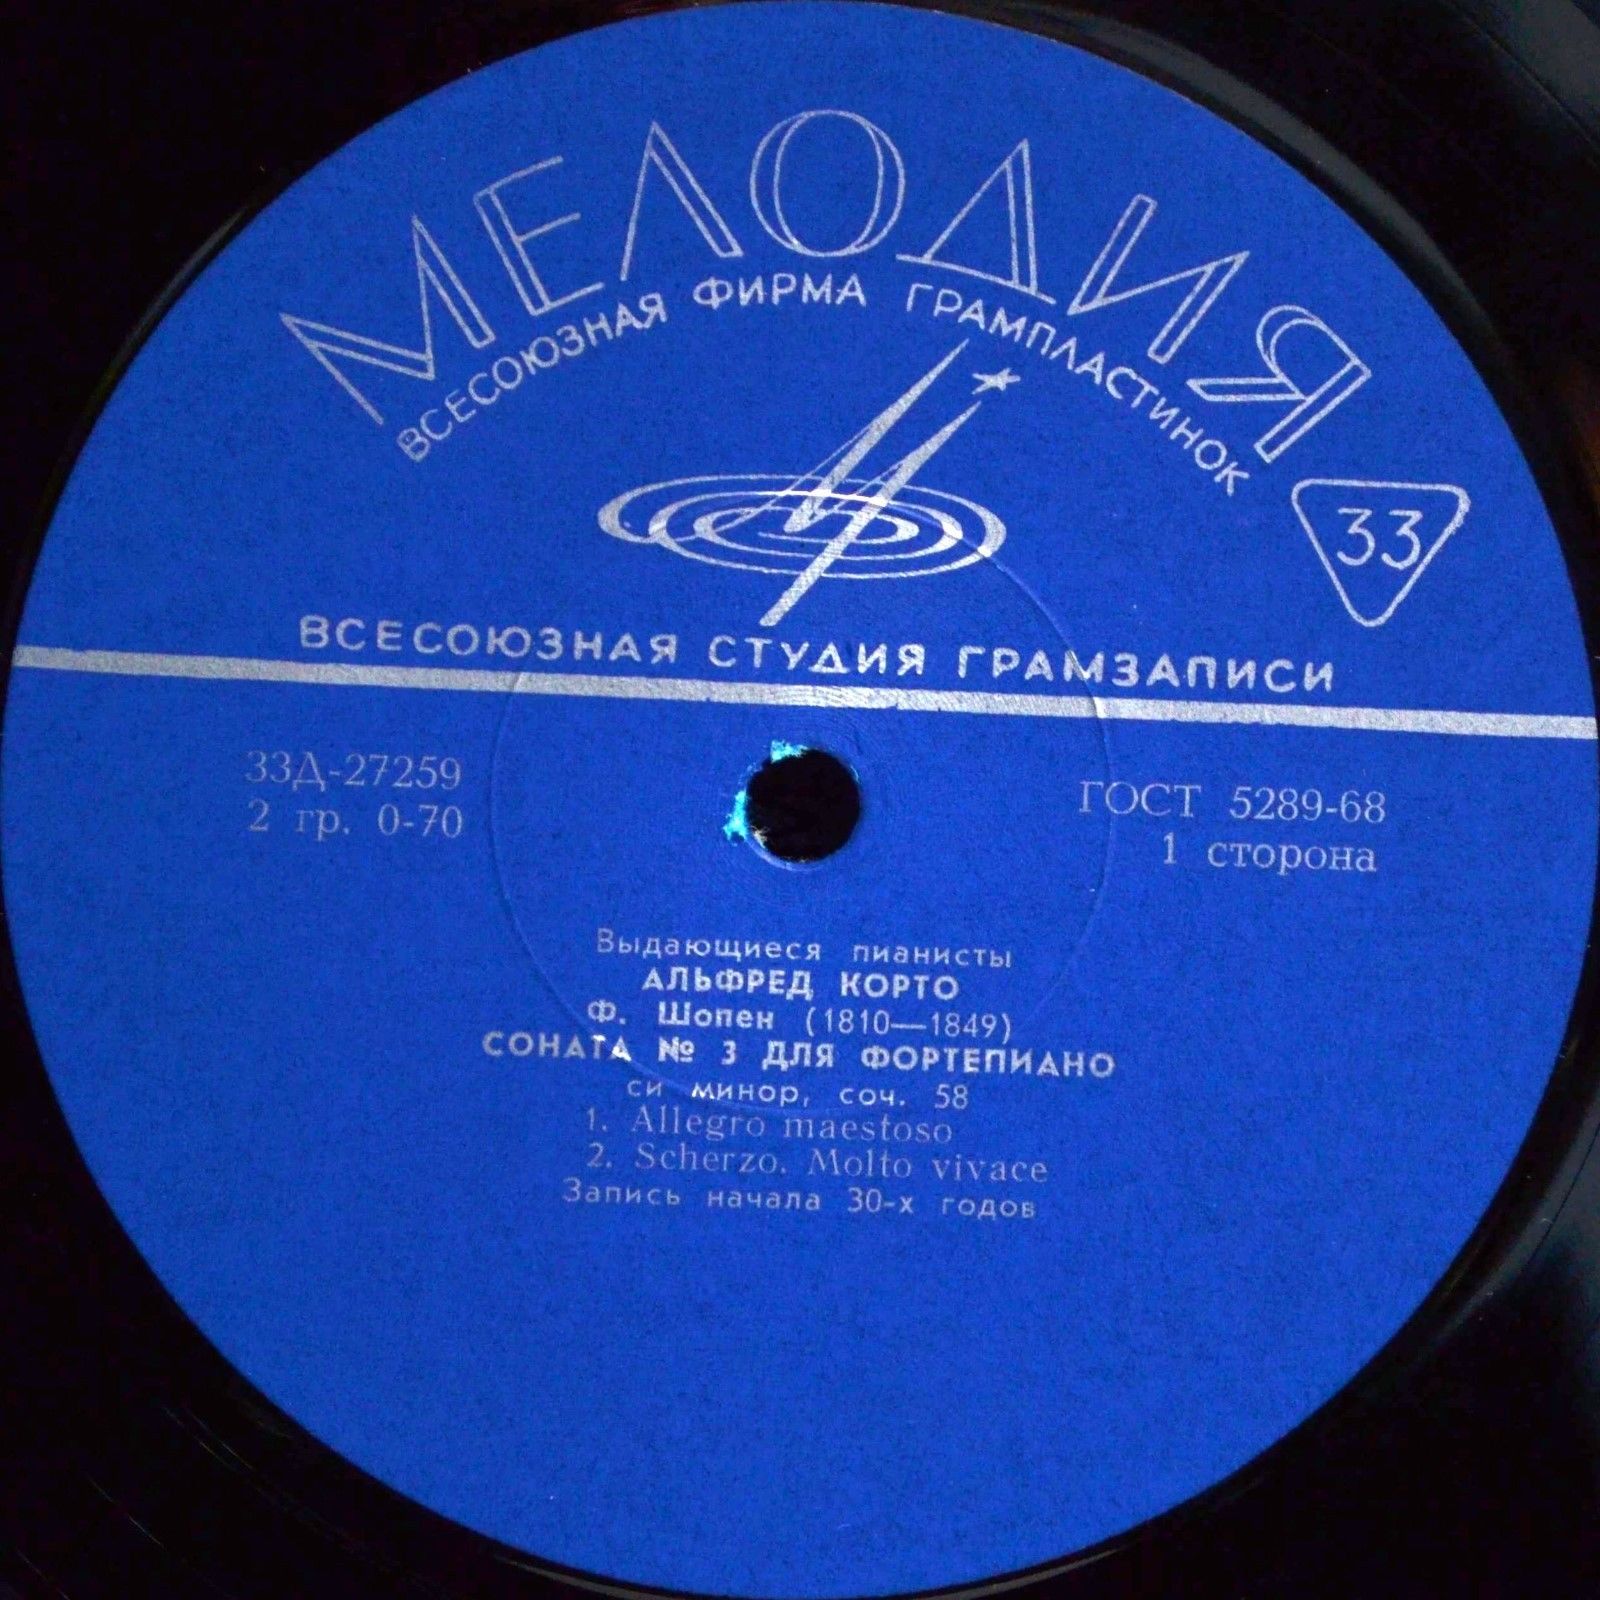 МЕЛОДИЯ
ВСЕСОЮЗНАЯ ФИРМА ГРАМПЛАСТИНОК
33
ВСЕСОЮЗНАЯ СТУДИЯ ГРАМЗАПИСИ
33Д-27259
2 гр. 0-70
ГОСТ 5289-68
1 сторона
Выдающиеся пианисты
АЛЬФРЕД КОРТО
Ф. Шопен (1810—1849)
СОНАТА № 3 ДЛЯ ФОРТЕПИАНО
си минор, соч. 58
1. Allegro maestoso
2. Scherzo. Molto vivace
Запись начала 30-х годов